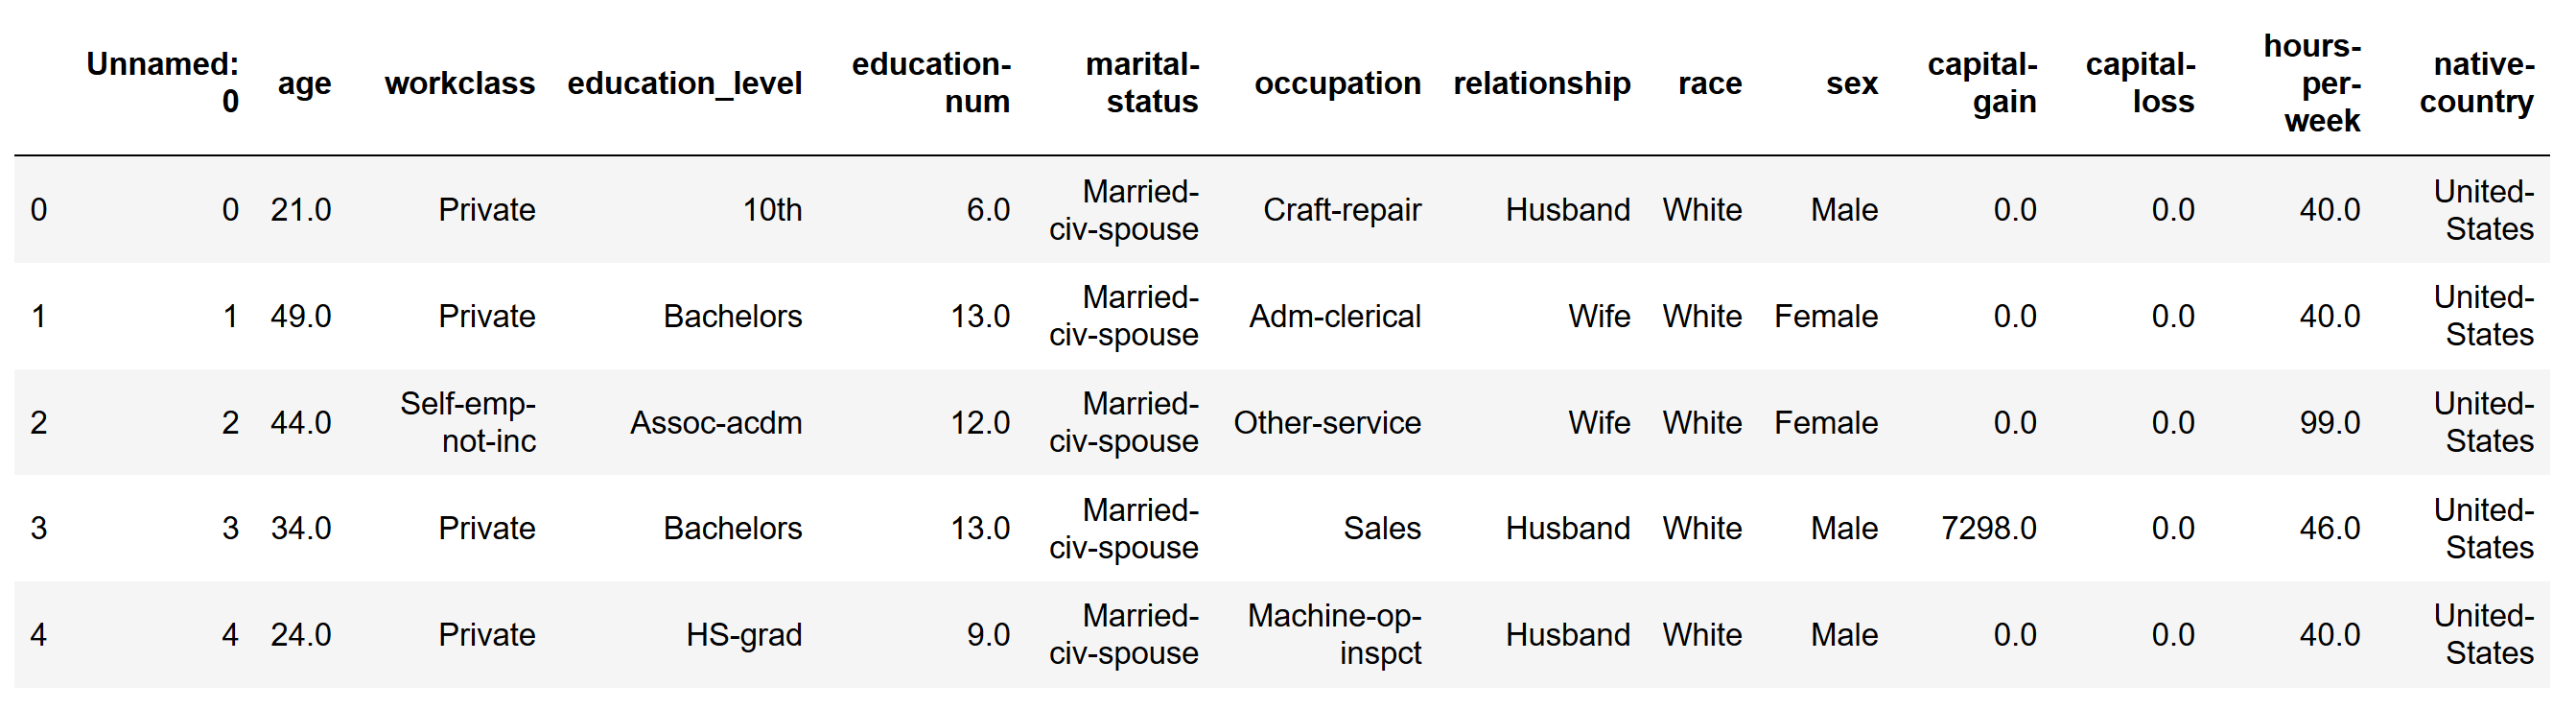 Unnamed: 0 age workclass education_level education-num marital-status occupation relationship race sex capital-gain capital-loss hours-per-week native-country
0 0 21.0 Private 10th 6.0 Married-civ-spouse Craft-repair Husband White Male 0.0 0.0 40.0 United-States
1 1 49.0 Private Bachelors 13.0 Married-civ-spouse Adm-clerical Wife White Female 0.0 0.0 40.0 United-States
2 2 44.0 Self-emp-not-inc Assoc-acdm 12.0 Married-civ-spouse Other-service Wife White Female 0.0 0.0 99.0 United-States
3 3 34.0 Private Bachelors 13.0 Married-civ-spouse Sales Husband White Male 7298.0 0.0 46.0 United-States
4 4 24.0 Private HS-grad 9.0 Married-civ-spouse Machine-op-inspct Husband White Male 0.0 0.0 40.0 United-States